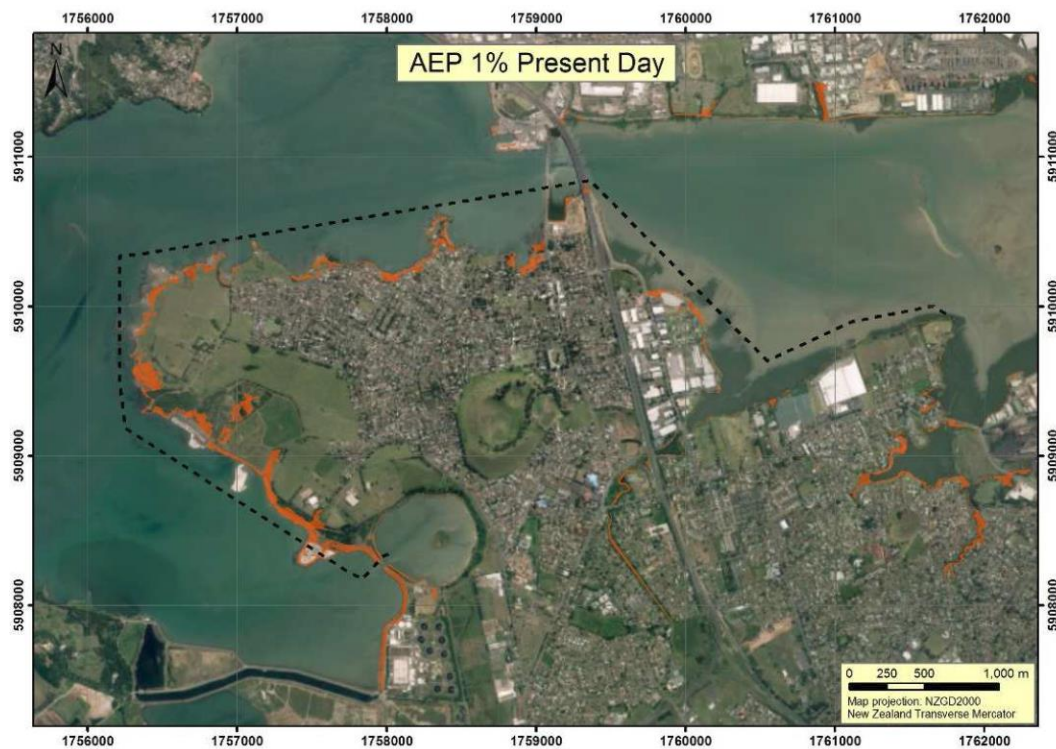 1756000 1757000 1758000 1759000 1760000 1761000 1762000
N
AEP 1% Present Day
5911000 5911000
5910000 5910000
5909000 5909000
5908000 5908000
0 250 500 1,000 m
Map projection: NZGD2000
New Zealand Transverse Mercator
1756000 1757000 1758000 1759000 1760000 1761000 1762000